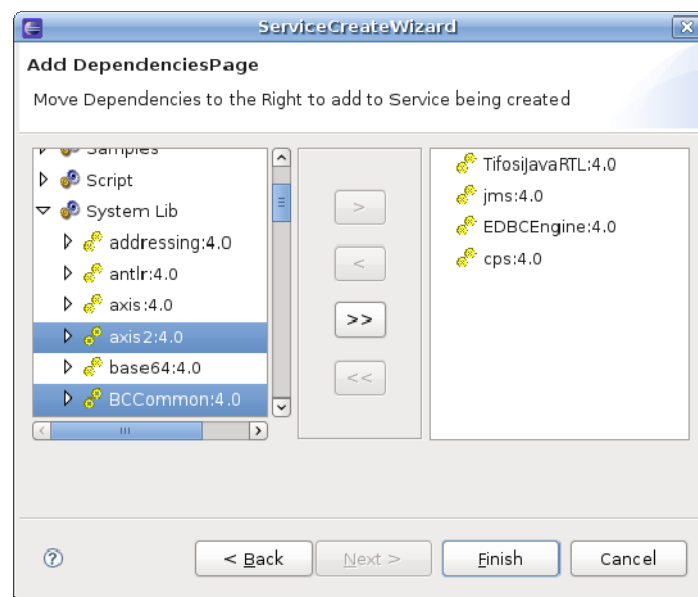 ServiceCreateWizard
Add DependenciesPage
Move Dependencies to the Right to add to Service being created
Samples
Script
System Lib
addressing:4.0
antlr:4.0
axis:4.0
axis2:4.0
base64:4.0
BCCommon:4.0
>
<
>>
<<
TifosiJavaRTL:4.0
jms:4.0
EDBCEngine:4.0
cps:4.0
< Back
Next >
Finish
Cancel